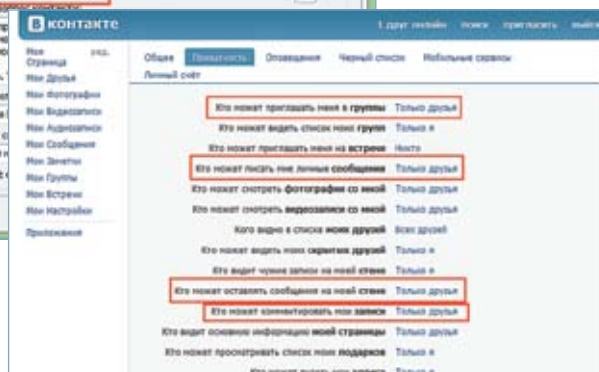 В контакте
1 друг онлайн поиск пригласить выйти
Моя Страница ред.
Мои Друзья
Мои Фотографии
Мои Видеозаписи
Мои Аудиозаписи
Мои Сообщения
Мои Заметки
Мои Группы
Мои Встречи
Мои Настройки
Приложения
Общее Приватность Оповещения Черный список Мобильные сервисы
Личный счёт
Кто может приглашать меня в группы Только друзья
Кто может видеть список моих групп Только я
Кто может приглашать меня на встречи Никто
Кто может писать мне личные сообщения Только друзья
Кто может смотреть фотографии со мной Только друзья
Кто может смотреть видеозаписи со мной Только друзья
Кого видно в списке моих друзей Всех друзей
Кто может видеть моих скрытых друзей Только я
Кто видит чужие записи на моей стене Только я
Кто может оставлять сообщения на моей стене Только друзья
Кто может комментировать мои записи Только друзья
Кто видит основную информацию моей страницы Только друзья
Кто может просматривать список моих подарков Только я